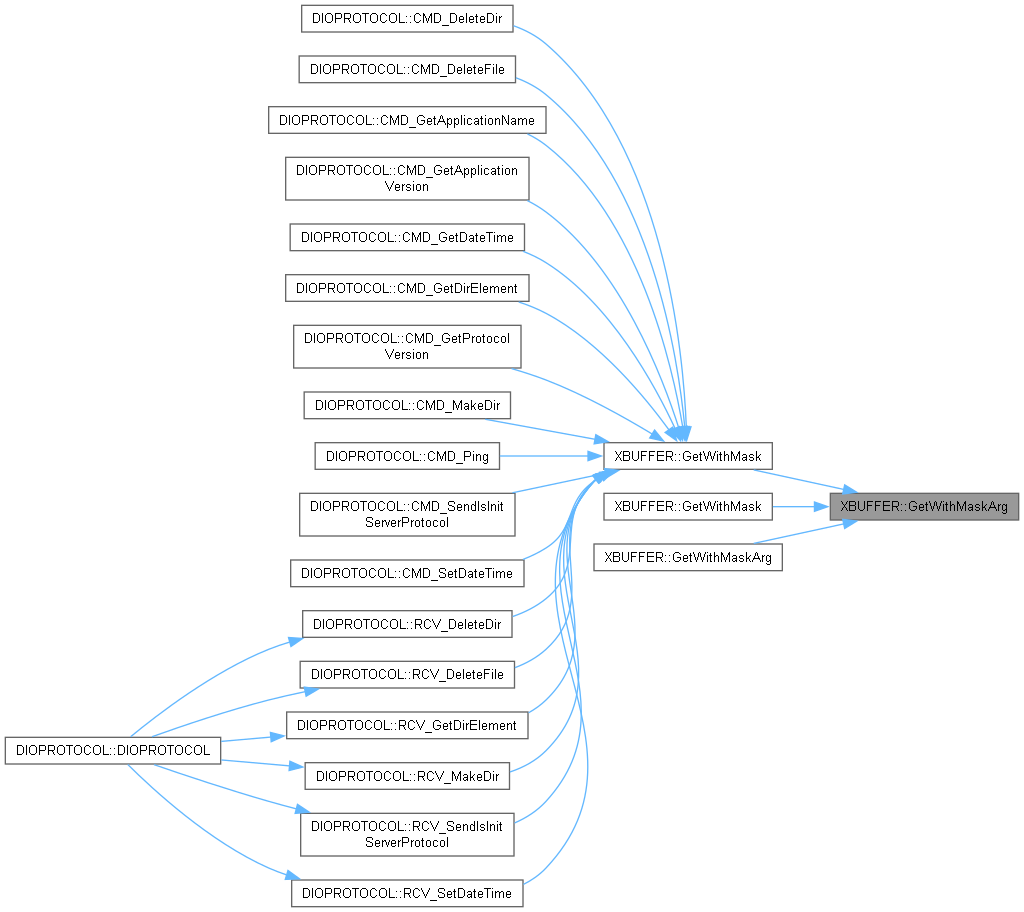 DIOPROTOCOL::CMD_DeleteDir
DIOPROTOCOL::CMD_DeleteFile
DIOPROTOCOL::CMD_GetApplicationName
DIOPROTOCOL::CMD_GetApplication
Version
DIOPROTOCOL::CMD_GetDateTime
DIOPROTOCOL::CMD_GetDirElement
DIOPROTOCOL::CMD_GetProtocol
Version
DIOPROTOCOL::CMD_MakeDir
DIOPROTOCOL::CMD_Ping
DIOPROTOCOL::CMD_SendIsInit
ServerProtocol
DIOPROTOCOL::CMD_SetDateTime
DIOPROTOCOL::RCV_DeleteDir
DIOPROTOCOL::RCV_DeleteFile
DIOPROTOCOL::RCV_GetDirElement
DIOPROTOCOL::RCV_MakeDir
DIOPROTOCOL::RCV_SendIsInit
ServerProtocol
DIOPROTOCOL::RCV_SetDateTime
DIOPROTOCOL::DIOPROTOCOL
XBUFFER::GetWithMask
XBUFFER::GetWithMask
XBUFFER::GetWithMaskArg
XBUFFER::GetWithMaskArg